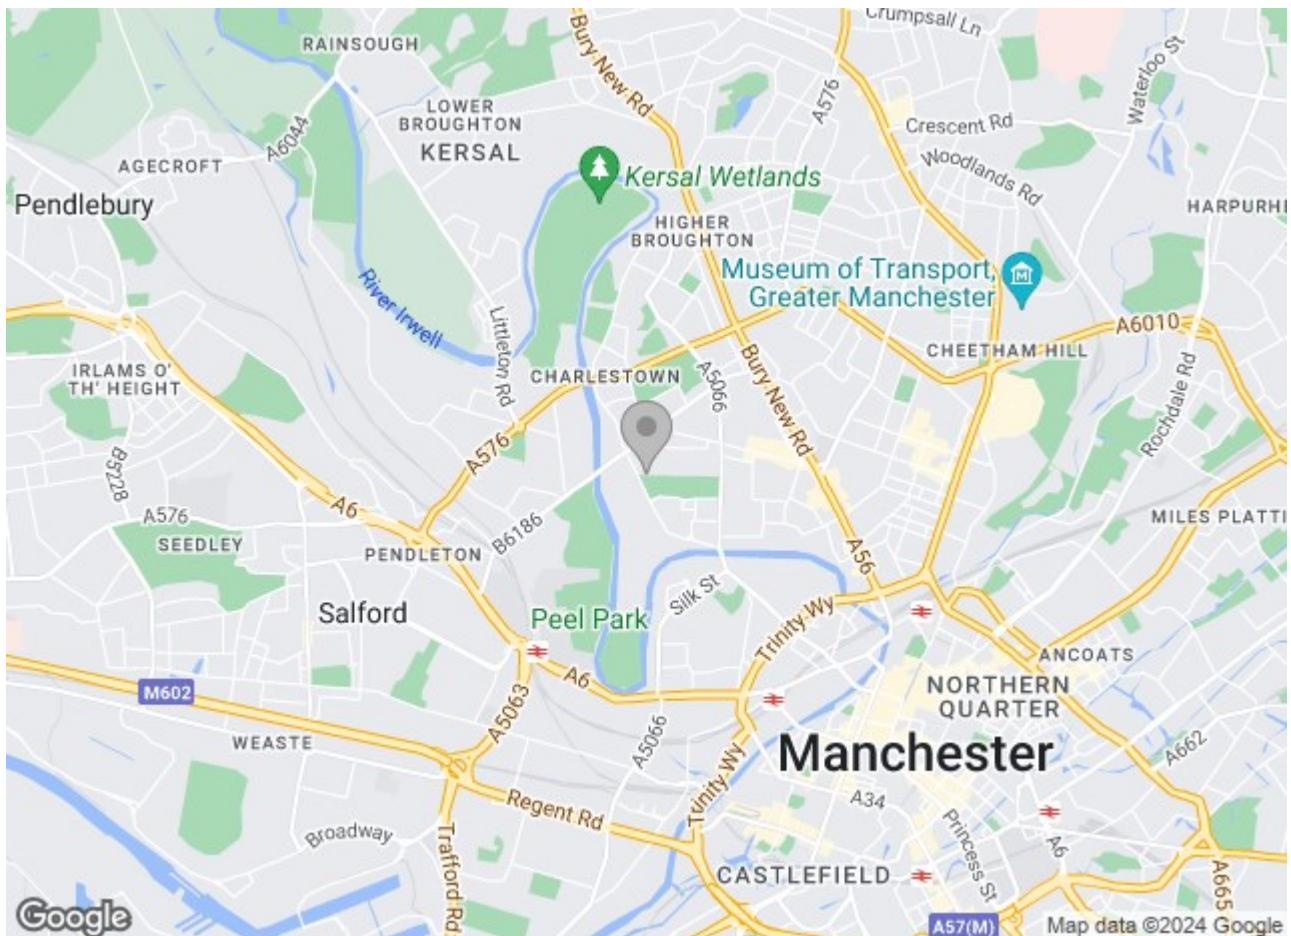 Crumpsall Ln
RAINSOUGH
Bury New Rd
Waterloo St
A576
LOWER
BROUGHTON
Crescent Rd
A6044
KERSAL
AGECROFT
Woodlands Rd
Kersal Wetlands
Pendlebury
HARPURHE
HIGHER
BROUGHTON
Museum of Transport,
Greater Manchester
River Irwell
Littleton Rd
A6010
CHEETHAM HILL
IRLAMS O'
TH' HEIGHT
CHARLESTOWN
A5066
Bury New Rd
Rochdale Rd
A576
B5228
A6
A576
SEEDLEY
B6186
MILES PLATTI
PENDLETON
A56
Silk St
Salford
Peel Park
Trinity Wy
ANCOATS
A6
M602
NORTHERN
QUARTER
A5063
A5066
WEASTE
Trinity Wy
Manchester
A662
A34
Regent Rd
Broadway
Princess St
A6
Trafford Rd
CASTLEFIELD
A665
Google
A57(M)
Map data ©2024 Google